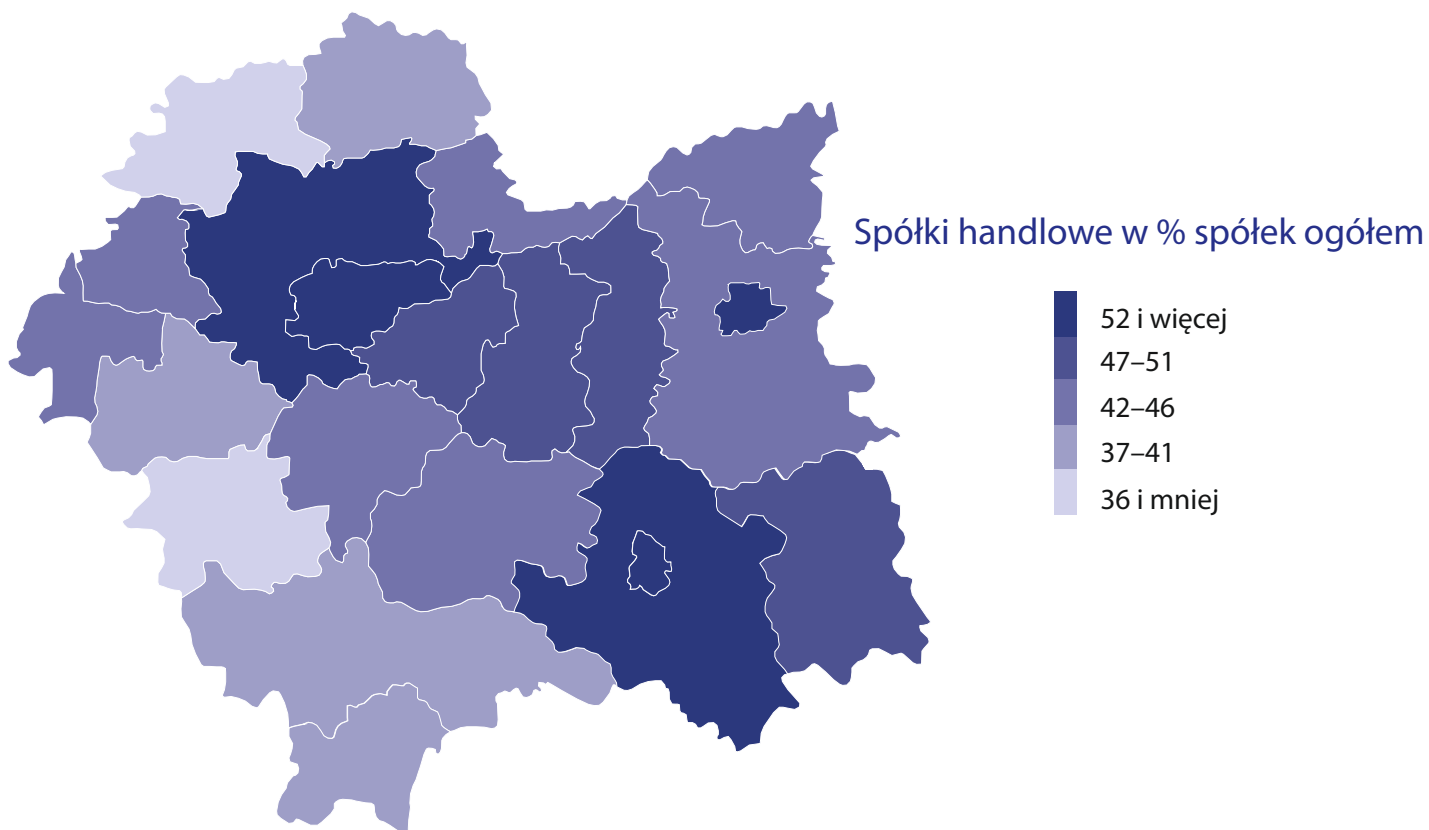 Spółki handlowe w % spółek ogółem
52 i więcej
47–51
42–46
37–41
36 i mniej